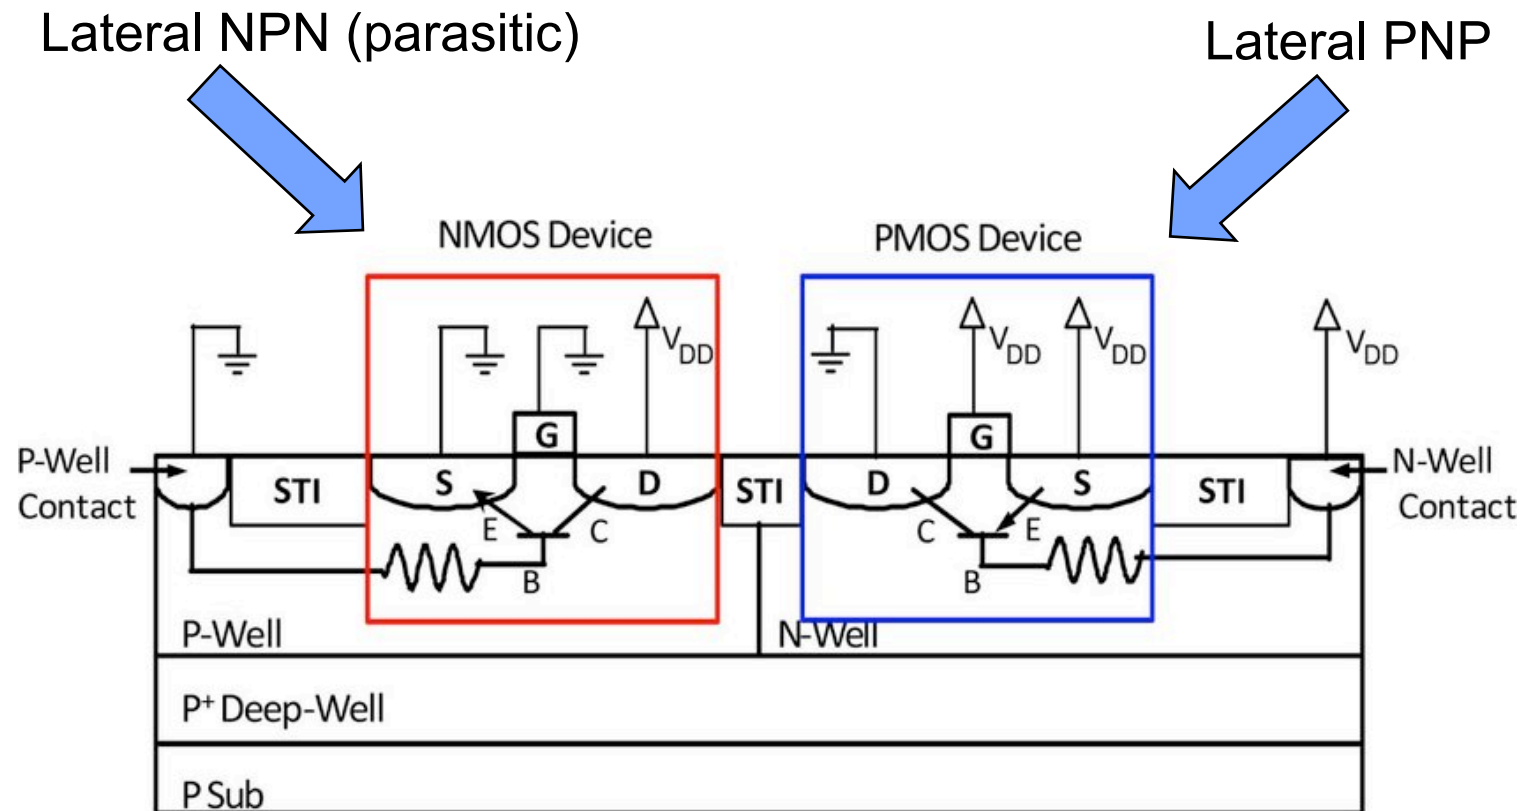 Lateral NPN (parasitic)
Lateral PNP
NMOS Device
PMOS Device
VDD
VDD
VDD
VDD
G
G
P-Well
Contact
STI
S
D
STI
D
S
STI
N-Well
Contact
E
C
C
E
B
B
P-Well
N-Well
P+ Deep-Well
P Sub